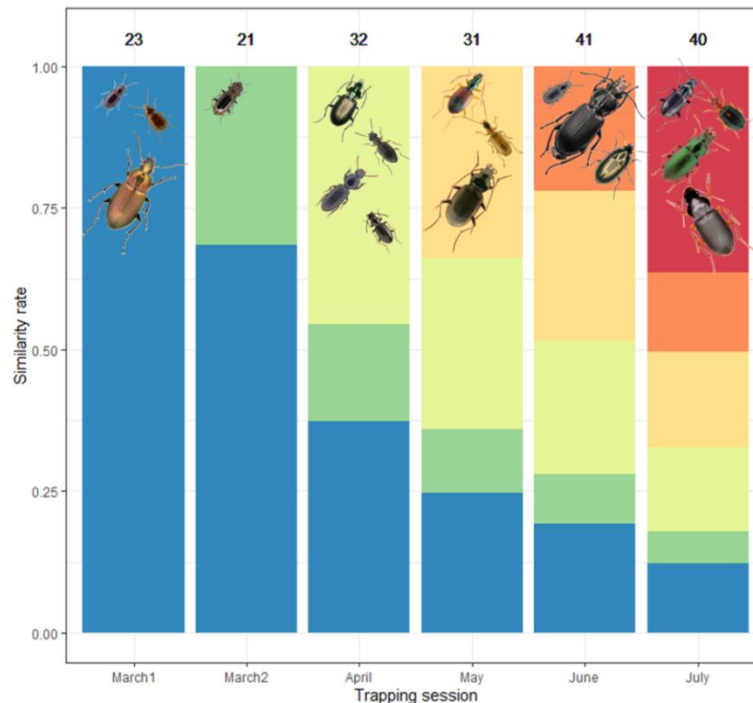 23 21 32 31 41 40
1.00
0.75
0.50
0.25
0.00
Similarity rate
March1 March2 April May June July
Trapping session